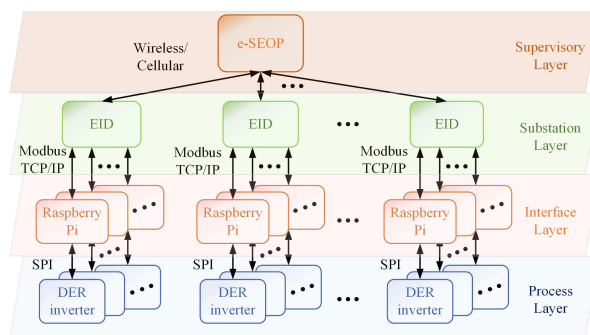 Wireless/
Cellular
e-SEOP
Supervisory
Layer
EID
EID
EID
Substation
Layer
Modbus
TCP/IP
Modbus
TCP/IP
Modbus
TCP/IP
Raspberry
Pi
Raspberry
Pi
Raspberry
Pi
Interface
Layer
SPI
SPI
SPI
DER
inverter
DER
inverter
DER
inverter
Process
Layer